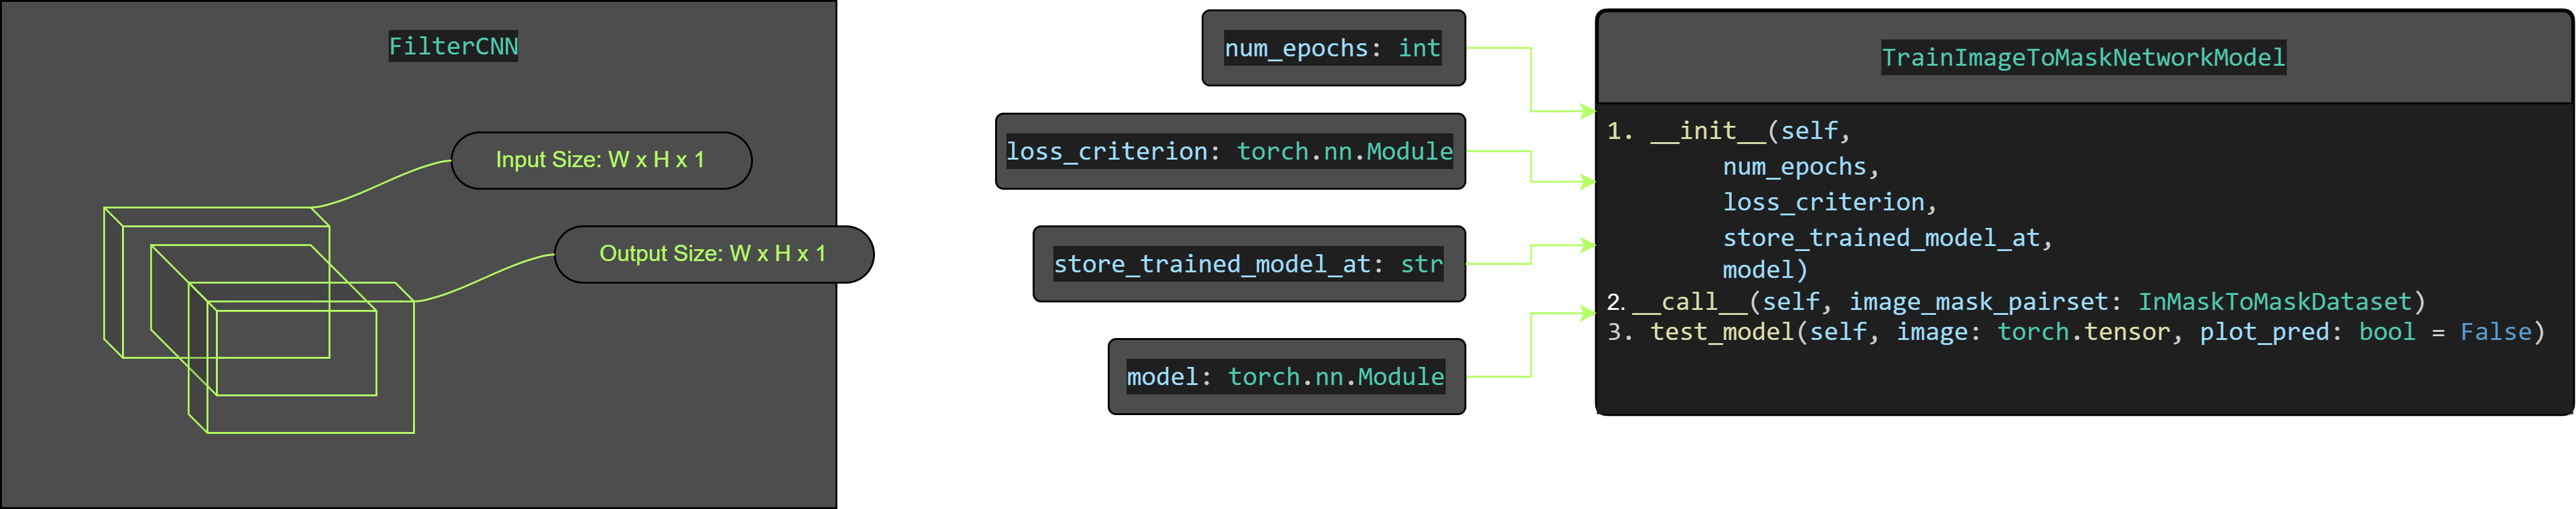 FilterCNN
Input Size: W x H x 1
Output Size: W x H x 1
num_epochs: int
loss_criterion: torch.nn.Module
store_trained_model_at: str
model: torch.nn.Module
TrainImageToMaskNetworkModel
1. __init__(self,
num_epochs,
loss_criterion,
store_trained_model_at,
model)
2. __call__(self, image_mask_pairset: InMaskToMaskDataset)
3. test_model(self, image: torch.tensor, plot_pred: bool = False)